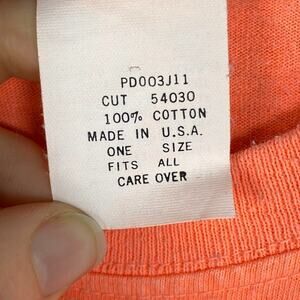 PD003J11
CUT 54030
100% COTTON
MADE IN U.S.A.
ONE SIZE
FITS ALL
CARE OVER